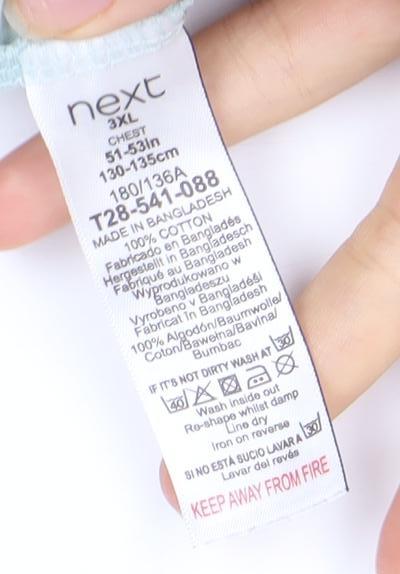 next
3XL
CHEST
51-53in
130-135cm
180/136A
T28-541-088
MADE IN BANGLADESH
100% COTTON
Fabricado en Bangladés
Hergestellt in Bangladesch
Fabriqué au Bangladesh
Wyprodukowano w
Bangladeszu
Vyrobeno v Bangladéši
Fabricat în Bangladesh
100% Algodón/Baumwolle/
Coton/Bawełna/Bavlna/
Bumbac
IF IT'S NOT DIRTY WASH AT 30
40
Wash inside out
Re-shape whilst damp
Line dry
Iron on reverse
SI NO ESTÁ SUCIO LAVAR A 30
Lavar del revés
KEEP AWAY FROM FIRE